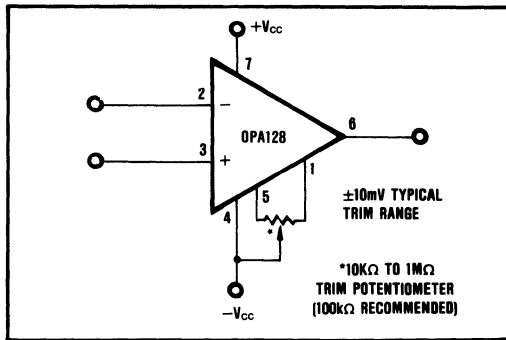 +VCC
7
2
−
OPA128
6
3
+
1
5
4
*
±10mV TYPICAL
TRIM RANGE
*10KΩ TO 1MΩ
TRIM POTENTIOMETER
(100kΩ RECOMMENDED)
−VCC